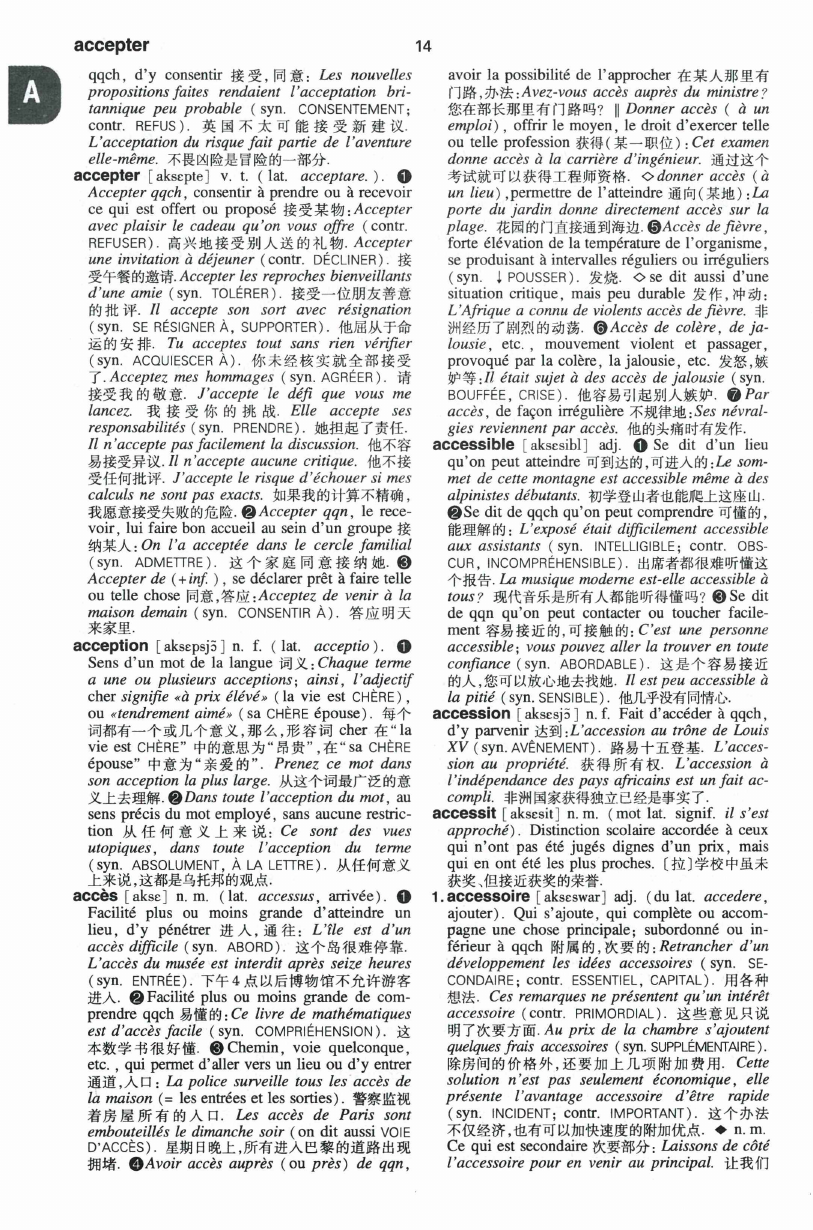 accepter
14
A
qqch, d'y consentir 接受,同意: Les nouvelles
propositions faites rendaient l'acceptation bri-
tannique peu probable (syn. CONSENTEMENT;
contr. REFUS). 英国不太可能接受新建议.
L'acceptation du risque fait partie de l'aventure
elle-même. 不畏凶险是冒险的一部分.
accepter [aksɛpte] v. t. (lat. acceptare.). ❶
Accepter qqch, consentir à prendre ou à recevoir
ce qui est offert ou proposé 接受某物:Accepter
avec plaisir le cadeau qu'on vous offre (contr.
REFUSER). 高兴地接受别人送的礼物. Accepter
une invitation à déjeuner (contr. DÉCLINER). 接
受午餐的邀请.Accepter les reproches bienveillants
d'une amie (syn. TOLÉRER). 接受一位朋友善意
的批评. Il accepte son sort avec résignation
(syn. SE RÉSIGNER À, SUPPORTER). 他屈从于命
运的安排. Tu acceptes tout sans rien vérifier
(syn. ACQUIESCER À). 你未经核实就全部接受
了.Acceptez mes hommages (syn. AGRÉER). 请
接受我的敬意. J'accepte le défi que vous me
lancez. 我接受你的挑战. Elle accepte ses
responsabilités (syn. PRENDRE). 她担起了责任.
Il n'accepte pas facilement la discussion. 他不容
易接受异议. Il n'accepte aucune critique. 他不接
受任何批评. J'accepte le risque d'échouer si mes
calculs ne sont pas exacts. 如果我的计算不精确,
我愿意接受失败的危险. ❷Accepter qqn, le rece-
voir, lui faire bon accueil au sein d'un groupe 接
纳某人: On l'a acceptée dans le cercle familial
(syn. ADMETTRE). 这个家庭同意接纳她. ❸
Accepter de (+inf.), se déclarer prêt à faire telle
ou telle chose 同意,答应:Acceptez de venir à la
maison demain (syn. CONSENTIR À). 答应明天
来家里.
acception [aksɛpsjɔ̃] n. f. (lat. acceptio). ❶
Sens d'un mot de la langue 词义:Chaque terme
a une ou plusieurs acceptions; ainsi, l'adjectif
cher signifie «à prix élévé» (la vie est CHÈRE),
ou «tendrement aimé» (sa CHÈRE épouse). 每个
词都有一个或几个意义,那么,形容词 cher 在“la
vie est CHÈRE” 中的意思为“昂贵”,在“sa CHÈRE
épouse” 中意为“亲爱的”. Prenez ce mot dans
son acception la plus large. 从这个词最广泛的意
义上去理解. ❷Dans toute l'acception du mot, au
sens précis du mot employé, sans aucune restric-
tion 从任何意义上来说: Ce sont des vues
utopiques, dans toute l'acception du terme
(syn. ABSOLUMENT, À LA LETTRE). 从任何意义
上来说,这都是乌托邦的观点.
accès [aksɛ] n. m. (lat. accessus, arrivée). ❶
Facilité plus ou moins grande d'atteindre un
lieu, d'y pénétrer 进入,通往: L'île est d'un
accès difficile (syn. ABORD). 这个岛很难停靠.
L'accès du musée est interdit après seize heures
(syn. ENTRÉE). 下午4点以后博物馆不允许游客
进入. ❷Facilité plus ou moins grande de com-
prendre qqch 易懂的:Ce livre de mathématiques
est d'accès facile (syn. COMPRIÉHENSION). 这
本数学书很好懂. ❸Chemin, voie quelconque,
etc., qui permet d'aller vers un lieu ou d'y entrer
通道,入口: La police surveille tous les accès de
la maison (= les entrées et les sorties). 警察监视
着房屋所有的入口. Les accès de Paris sont
embouteillés le dimanche soir (on dit aussi VOIE
D'ACCÈS). 星期日晚上,所有进入巴黎的道路出现
拥堵. ❹Avoir accès auprès (ou près) de qqn,
avoir la possibilité de l'approcher 在某人那里有
门路,办法:Avez-vous accès auprès du ministre?
您在部长那里有门路吗? ‖ Donner accès (à un
emploi), offrir le moyen, le droit d'exercer telle
ou telle profession 获得(某一职位):Cet examen
donne accès à la carrière d'ingénieur. 通过这个
考试就可以获得工程师资格. ◇donner accès (à
un lieu),permettre de l'atteindre 通向(某地):La
porte du jardin donne directement accès sur la
plage. 花园的门直接通到海边. ❺Accès de fièvre,
forte élévation de la température de l'organisme,
se produisant à intervalles réguliers ou irréguliers
(syn. ↓POUSSER). 发烧. ◇se dit aussi d'une
situation critique, mais peu durable 发作,冲动:
L'Afrique a connu de violents accès de fièvre. 非
洲经历了剧烈的动荡. ❻Accès de colère, de ja-
lousie, etc., mouvement violent et passager,
provoqué par la colère, la jalousie, etc. 发怒,嫉
妒等:Il était sujet à des accès de jalousie (syn.
BOUFFÉE, CRISE). 他容易引起别人嫉妒. ❼Par
accès, de façon irrégulière 不规律地:Ses névral-
gies reviennent par accès. 他的头痛时有发作.
accessible [aksɛsibl] adj. ❶ Se dit d'un lieu
qu'on peut atteindre 可到达的,可进入的:Le som-
met de cette montagne est accessible même à des
alpinistes débutants. 初学登山者也能爬上这座山.
❷Se dit de qqch qu'on peut comprendre 可懂的,
能理解的: L'exposé était difficilement accessible
aux assistants (syn. INTELLIGIBLE; contr. OBS-
CUR, INCOMPRÉHENSIBLE). 出席者都很难听懂这
个报告. La musique moderne est-elle accessible à
tous? 现代音乐是所有人都能听得懂吗? ❸Se dit
de qqn qu'on peut contacter ou toucher facile-
ment 容易接近的,可接触的: C'est une personne
accessible; vous pouvez aller la trouver en toute
confiance (syn. ABORDABLE). 这是个容易接近
的人,您可以放心地去找她. Il est peu accessible à
la pitié (syn. SENSIBLE). 他几乎没有同情心.
accession [aksɛsjɔ̃] n. f. Fait d'accéder à qqch,
d'y parvenir 达到:L'accession au trône de Louis
XV (syn. AVÈNEMENT). 路易十五登基. L'acces-
sion au propriété. 获得所有权. L'accession à
l'indépendance des pays africains est un fait ac-
compli. 非洲国家获得独立已经是事实了.
accessit [aksɛsit] n. m. (mot lat. signif. il s'est
approché). Distinction scolaire accordée à ceux
qui n'ont pas été jugés dignes d'un prix, mais
qui en ont été les plus proches. 〔拉〕学校中虽未
获奖、但接近获奖的荣誉.
1. accessoire [aksɛswar] adj. (du lat. accedere,
ajouter). Qui s'ajoute, qui complète ou accom-
pagne une chose principale; subordonné ou in-
férieur à qqch 附属的,次要的:Retrancher d'un
développement les idées accessoires (syn. SE-
CONDAIRE; contr. ESSENTIEL, CAPITAL). 用各种
想法. Ces remarques ne présentent qu'un intérêt
accessoire (contr. PRIMORDIAL). 这些意见只说
明了次要方面. Au prix de la chambre s'ajoutent
quelques frais accessoires (syn. SUPPLÉMENTAIRE).
除房间的价格外,还要加上几项附加费用. Cette
solution n'est pas seulement économique, elle
présente l'avantage accessoire d'être rapide
(syn. INCIDENT; contr. IMPORTANT). 这个办法
不仅经济,也有可以加快速度的附加优点. ◆ n. m.
Ce qui est secondaire 次要部分: Laissons de côté
l'accessoire pour en venir au principal. 让我们